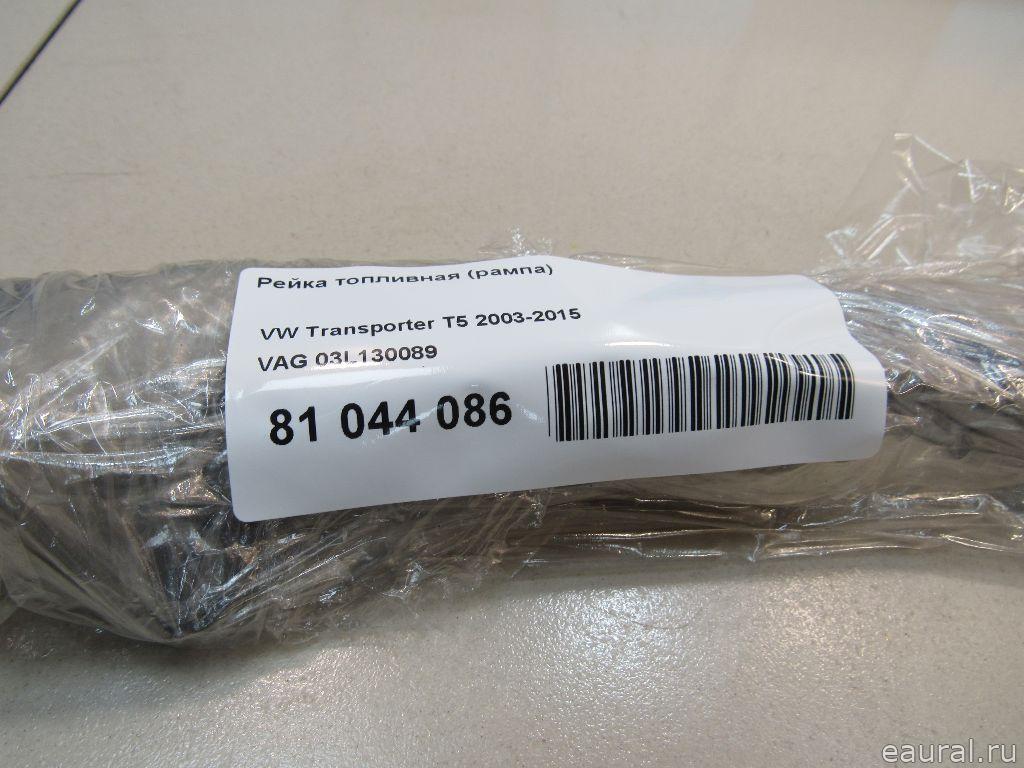 Рейка топливная (рампа)
VW Transporter T5 2003-2015
VAG 03L130089
81 044 086
eaural.ru